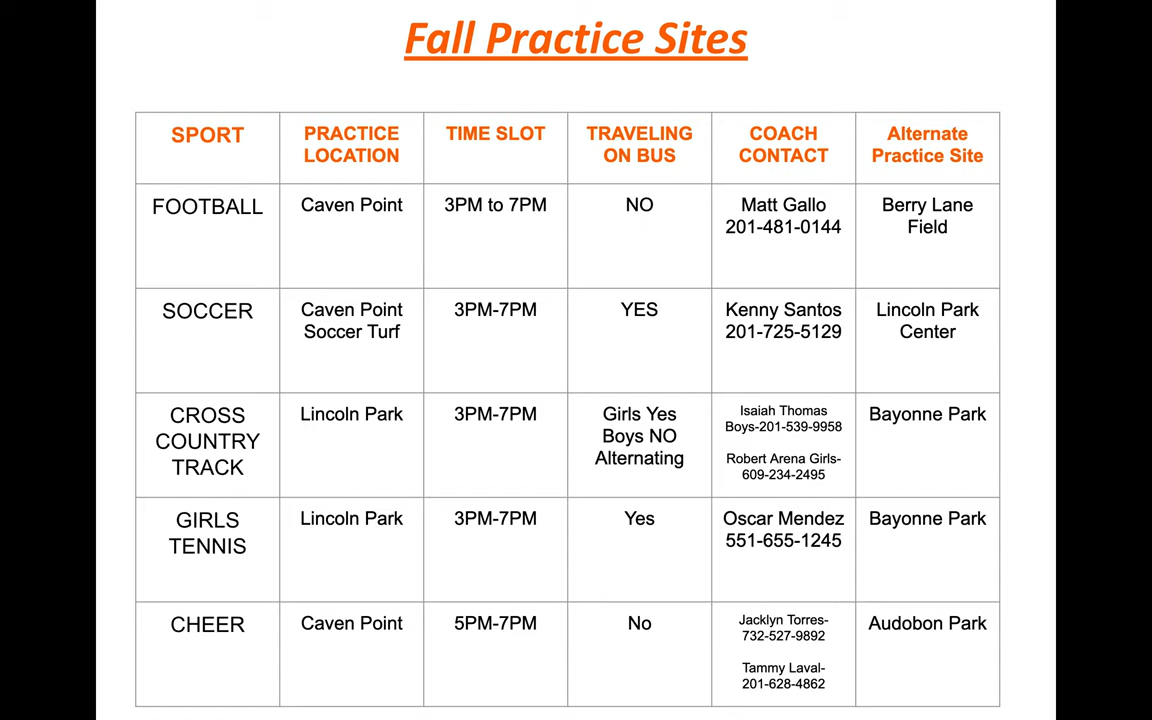 Fall Practice Sites
SPORT
PRACTICE
LOCATION
TIME SLOT
TRAVELING
ON BUS
COACH
CONTACT
Alternate
Practice Site
FOOTBALL
Caven Point
3PM to 7PM
NO
Matt Gallo
201-481-0144
Berry Lane
Field
SOCCER
Caven Point
Soccer Turf
3PM-7PM
YES
Kenny Santos
201-725-5129
Lincoln Park
Center
CROSS
COUNTRY
TRACK
Lincoln Park
3PM-7PM
Girls Yes
Boys NO
Alternating
Isaiah Thomas
Boys-201-539-9958
Robert Arena Girls-
609-234-2495
Bayonne Park
GIRLS
TENNIS
Lincoln Park
3PM-7PM
Yes
Oscar Mendez
551-655-1245
Bayonne Park
CHEER
Caven Point
5PM-7PM
No
Jacklyn Torres-
732-527-9892
Tammy Laval-
201-628-4862
Audobon Park